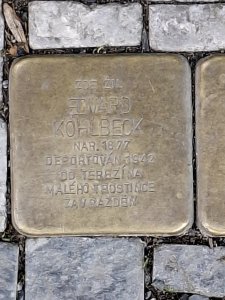 ZDE ŽIL
EDVARD
KOHLBECK
NAR. 1877
DEPORTOVÁN 1942
DO TEREZÍNA
MALÉHO TROSTINCE
ZAVRAŽDĚN